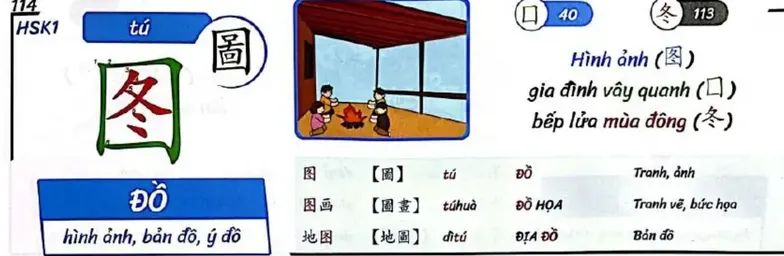 114
HSK1
tú
圖
图
ĐỒ
hình ảnh, bản đồ, ý đồ
口 40
冬 113
Hình ảnh (图)
gia đình vây quanh (口)
bếp lửa mùa đông (冬)
图 【圖】 tú ĐỒ Tranh, ảnh
图画 【圖畫】 túhuà ĐỒ HỌA Tranh vẽ, bức họa
地图 【地圖】 dìtú ĐỊA ĐỒ Bản đồ